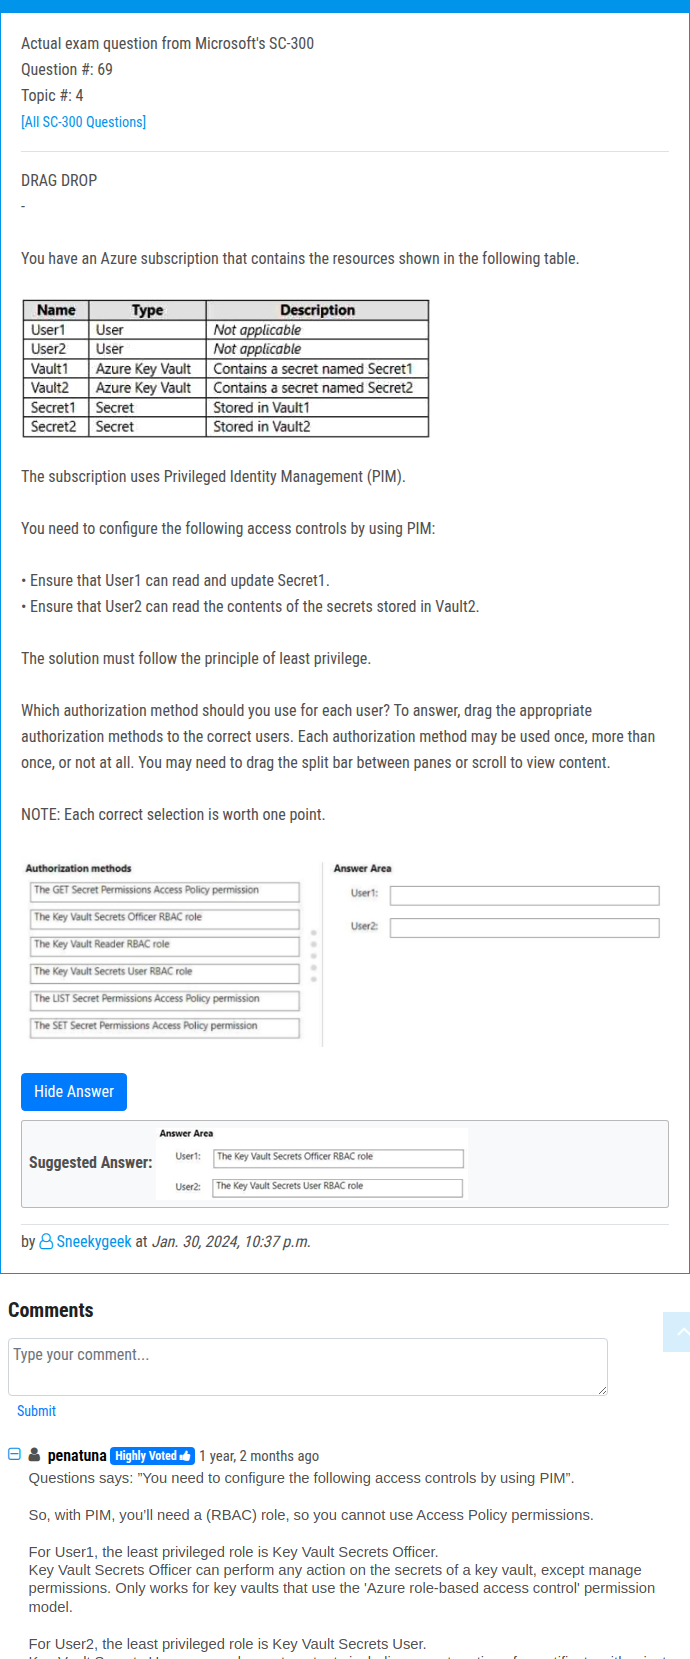 Actual exam question from Microsoft's SC-300
Question #: 69
Topic #: 4
[All SC-300 Questions]
DRAG DROP
-
You have an Azure subscription that contains the resources shown in the following table.
Name Type Description
User1 User Not applicable
User2 User Not applicable
Vault1 Azure Key Vault Contains a secret named Secret1
Vault2 Azure Key Vault Contains a secret named Secret2
Secret1 Secret Stored in Vault1
Secret2 Secret Stored in Vault2
The subscription uses Privileged Identity Management (PIM).
You need to configure the following access controls by using PIM:
• Ensure that User1 can read and update Secret1.
• Ensure that User2 can read the contents of the secrets stored in Vault2.
The solution must follow the principle of least privilege.
Which authorization method should you use for each user? To answer, drag the appropriate
authorization methods to the correct users. Each authorization method may be used once, more than
once, or not at all. You may need to drag the split bar between panes or scroll to view content.
NOTE: Each correct selection is worth one point.
Authorization methods
The GET Secret Permissions Access Policy permission
The Key Vault Secrets Officer RBAC role
The Key Vault Reader RBAC role
The Key Vault Secrets User RBAC role
The LIST Secret Permissions Access Policy permission
The SET Secret Permissions Access Policy permission
Answer Area
User1:
User2:
Hide Answer
Suggested Answer:
Answer Area
User1: The Key Vault Secrets Officer RBAC role
User2: The Key Vault Secrets User RBAC role
by Sneekygeek at Jan. 30, 2024, 10:37 p.m.
Comments
Type your comment...
Submit
penatuna Highly Voted 1 year, 2 months ago
Questions says: "You need to configure the following access controls by using PIM”.
So, with PIM, you'll need a (RBAC) role, so you cannot use Access Policy permissions.
For User1, the least privileged role is Key Vault Secrets Officer.
Key Vault Secrets Officer can perform any action on the secrets of a key vault, except manage
permissions. Only works for key vaults that use the 'Azure role-based access control' permission
model.
For User2, the least privileged role is Key Vault Secrets User.